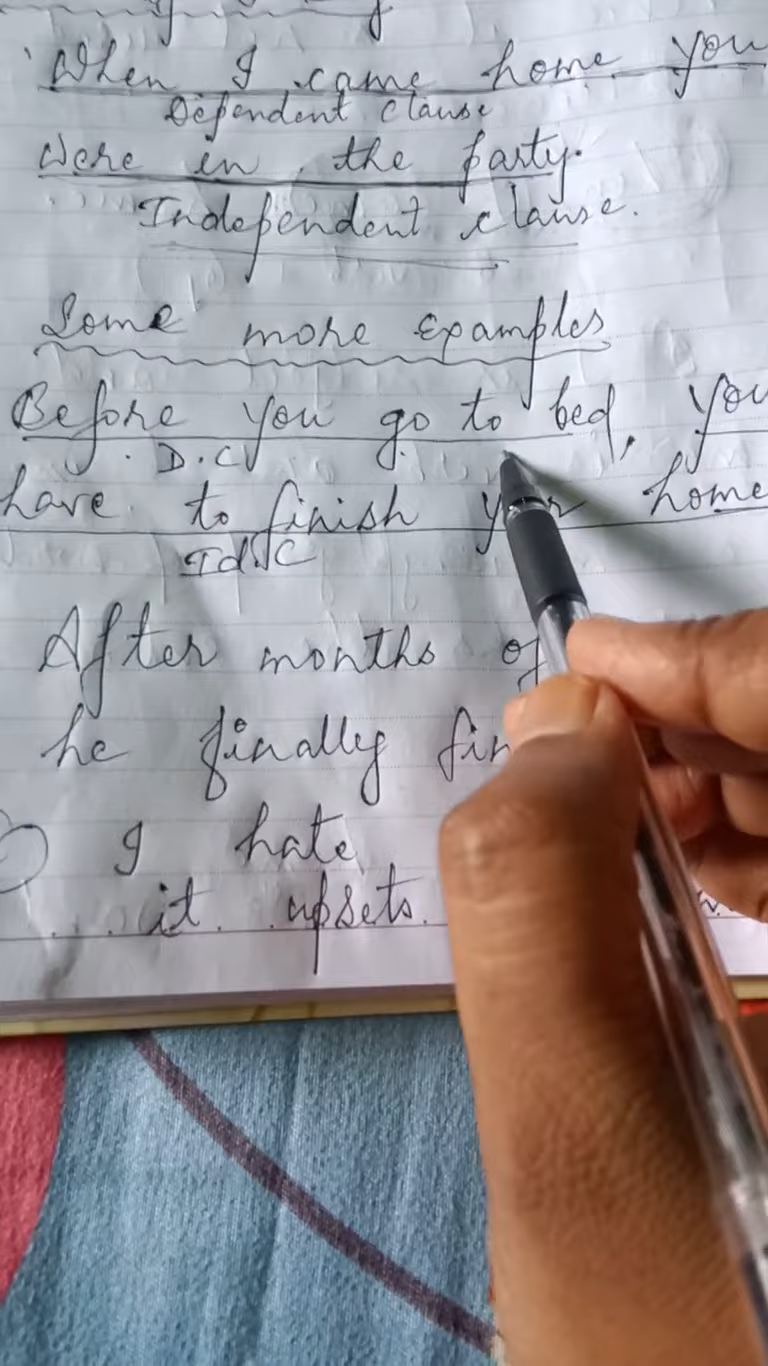 When I came home you
Dependent clause
were in the party.
Independent clause.
Some more examples
Before you go to bed, you
D.C
have to finish your home
Id.C
After months of
he finally fin
I hate
it upsets.